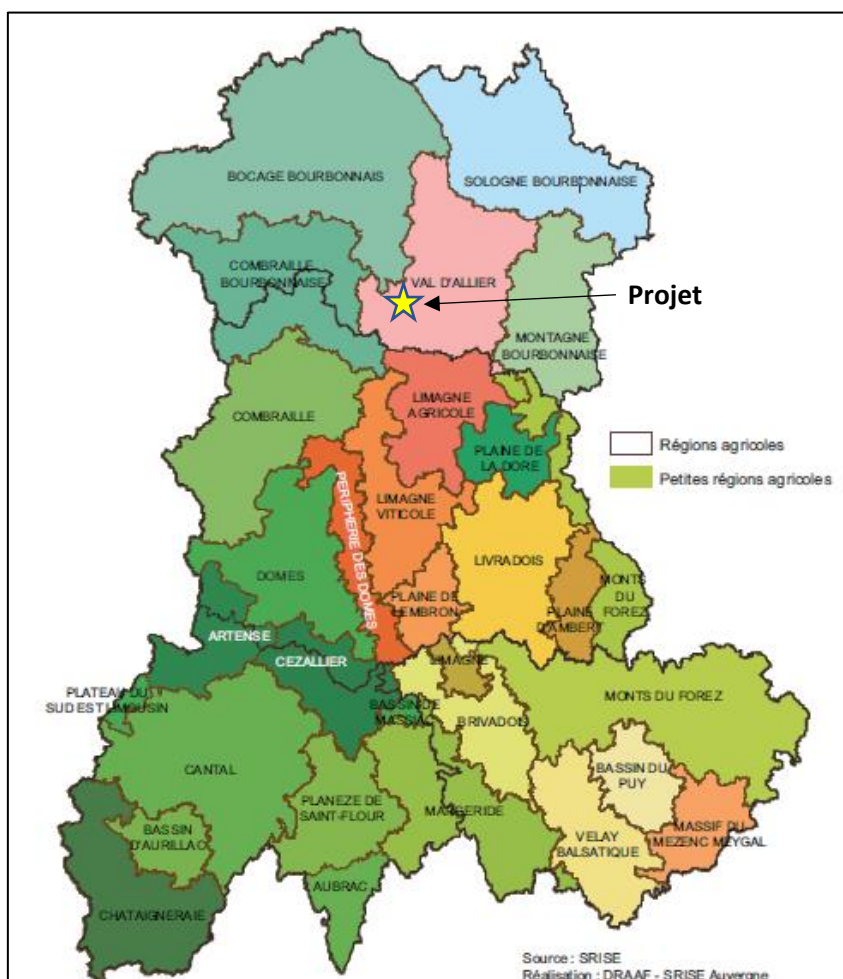 BOCAGE BOURBONNAIS
SOLOGNE BOURBONNAISE
COMBRAILLE
BOURBONNAISE
VAL D'ALLIER
Projet
MONTAGNE
BOURBONNAISE
LIMAGNE
AGRICOLE
COMBRAILLE
PLAINE DE
LA DORE
Régions agricoles
Petites régions agricoles
PERIPHERIE DES DOMES
LIMAGNE
VITICOLE
LIVRADOIS
DOMES
PLAINE DE
LEMBRON
MONTS
DU
FOREZ
PLAINE
D'AMBERT
ARTENSE
CEZALLIER
LIMAGNE
PLATEAU DU
SUD EST LIMOUSIN
BASSIN DE
MASSIAC
BRIVADOIS
MONTS DU FOREZ
CANTAL
BASSIN DU
PUY
PLANEZE DE
SAINT-FLOUR
MARGERIDE
BASSIN
D'AURILLAC
VELAY
BALSATIQUE
MASSIF DU
MEZENC MEYGAL
AUBRAC
CHATAIGNERAIE
Source : SRISE
Réalisation : DRAAF - SRISE Auvergne